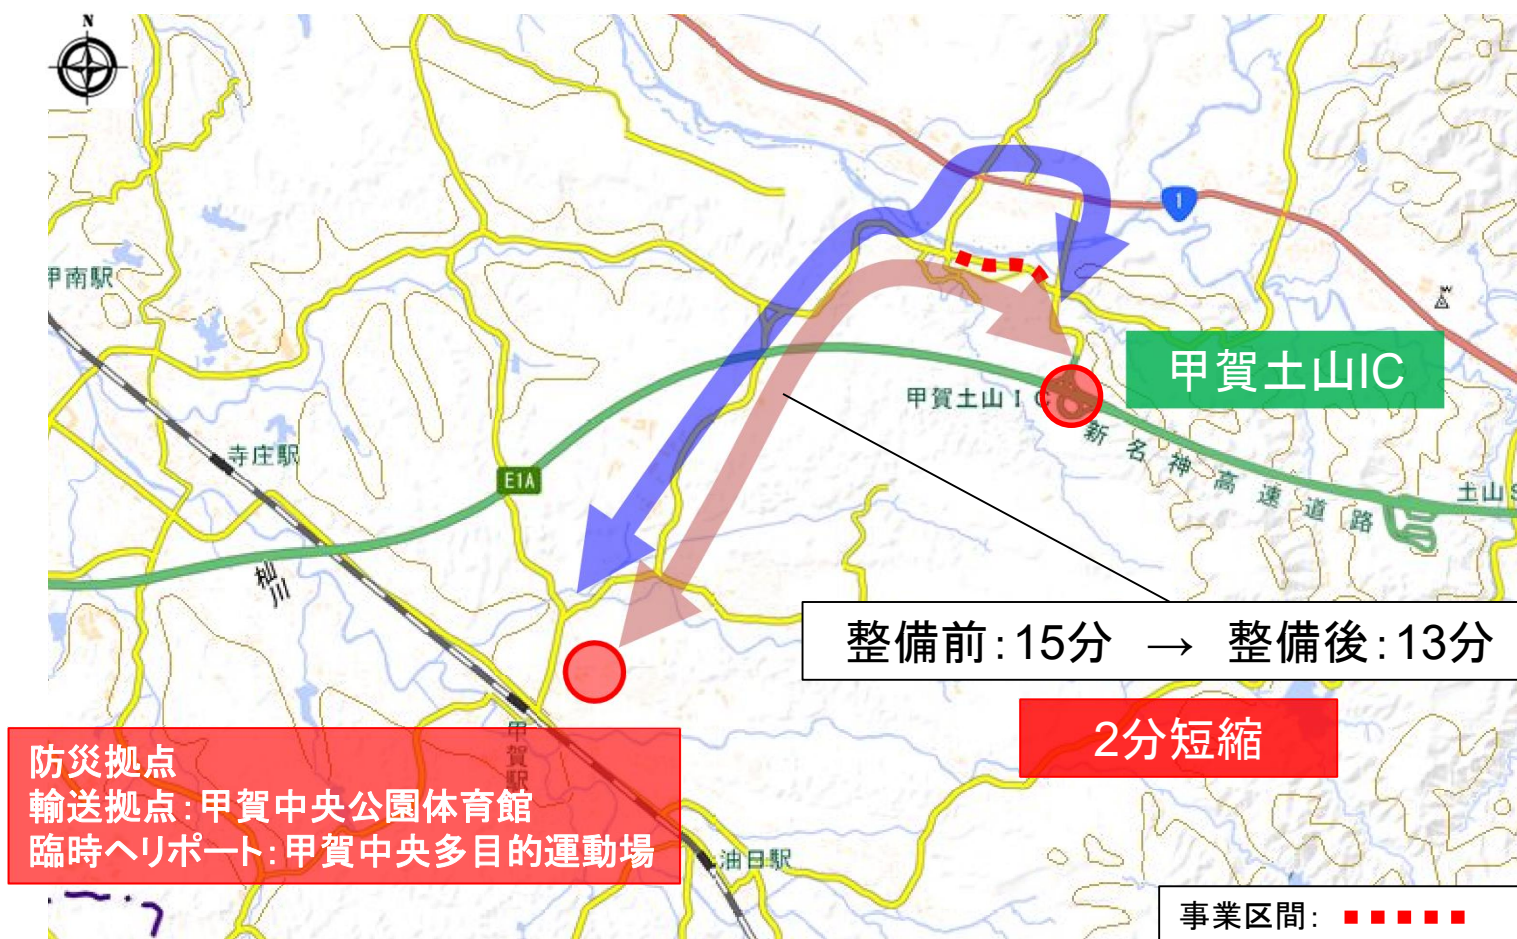 N
1
甲南駅
甲賀土山IC
甲賀土山IC
寺庄駅
新名神高速道路
E1A
土山S
杣川
整備前:15分 → 整備後:13分
2分短縮
甲賀駅
防災拠点
輸送拠点:甲賀中央公園体育館
臨時ヘリポート:甲賀中央多目的運動場
油日駅
事業区間: